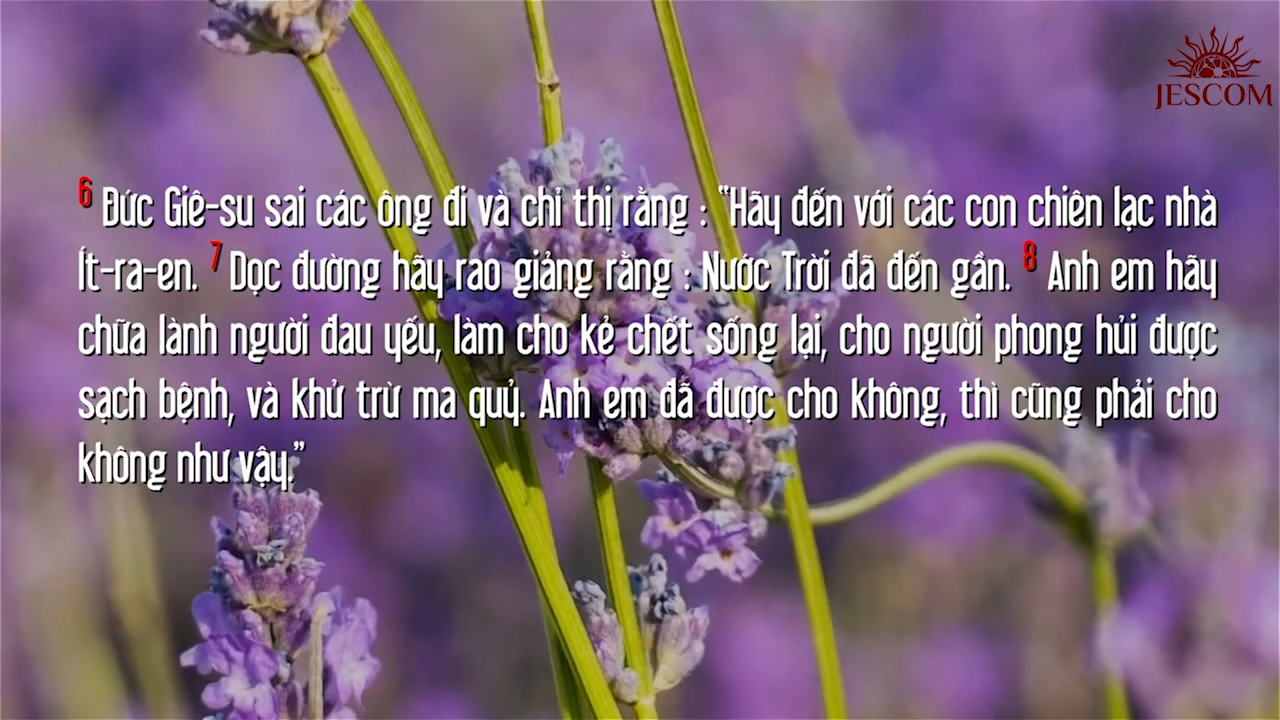 JESCOM
6 Đức Giê-su sai các ông đi và chỉ thị rằng : “Hãy đến với các con chiên lạc nhà
Ít-ra-en. 7 Dọc đường hãy rao giảng rằng : Nước Trời đã đến gần. 8 Anh em hãy
chữa lành người đau yếu, làm cho kẻ chết sống lại, cho người phong hủi được
sạch bệnh, và khử trừ ma quỷ. Anh em đã được cho không, thì cũng phải cho
không như vậy.”